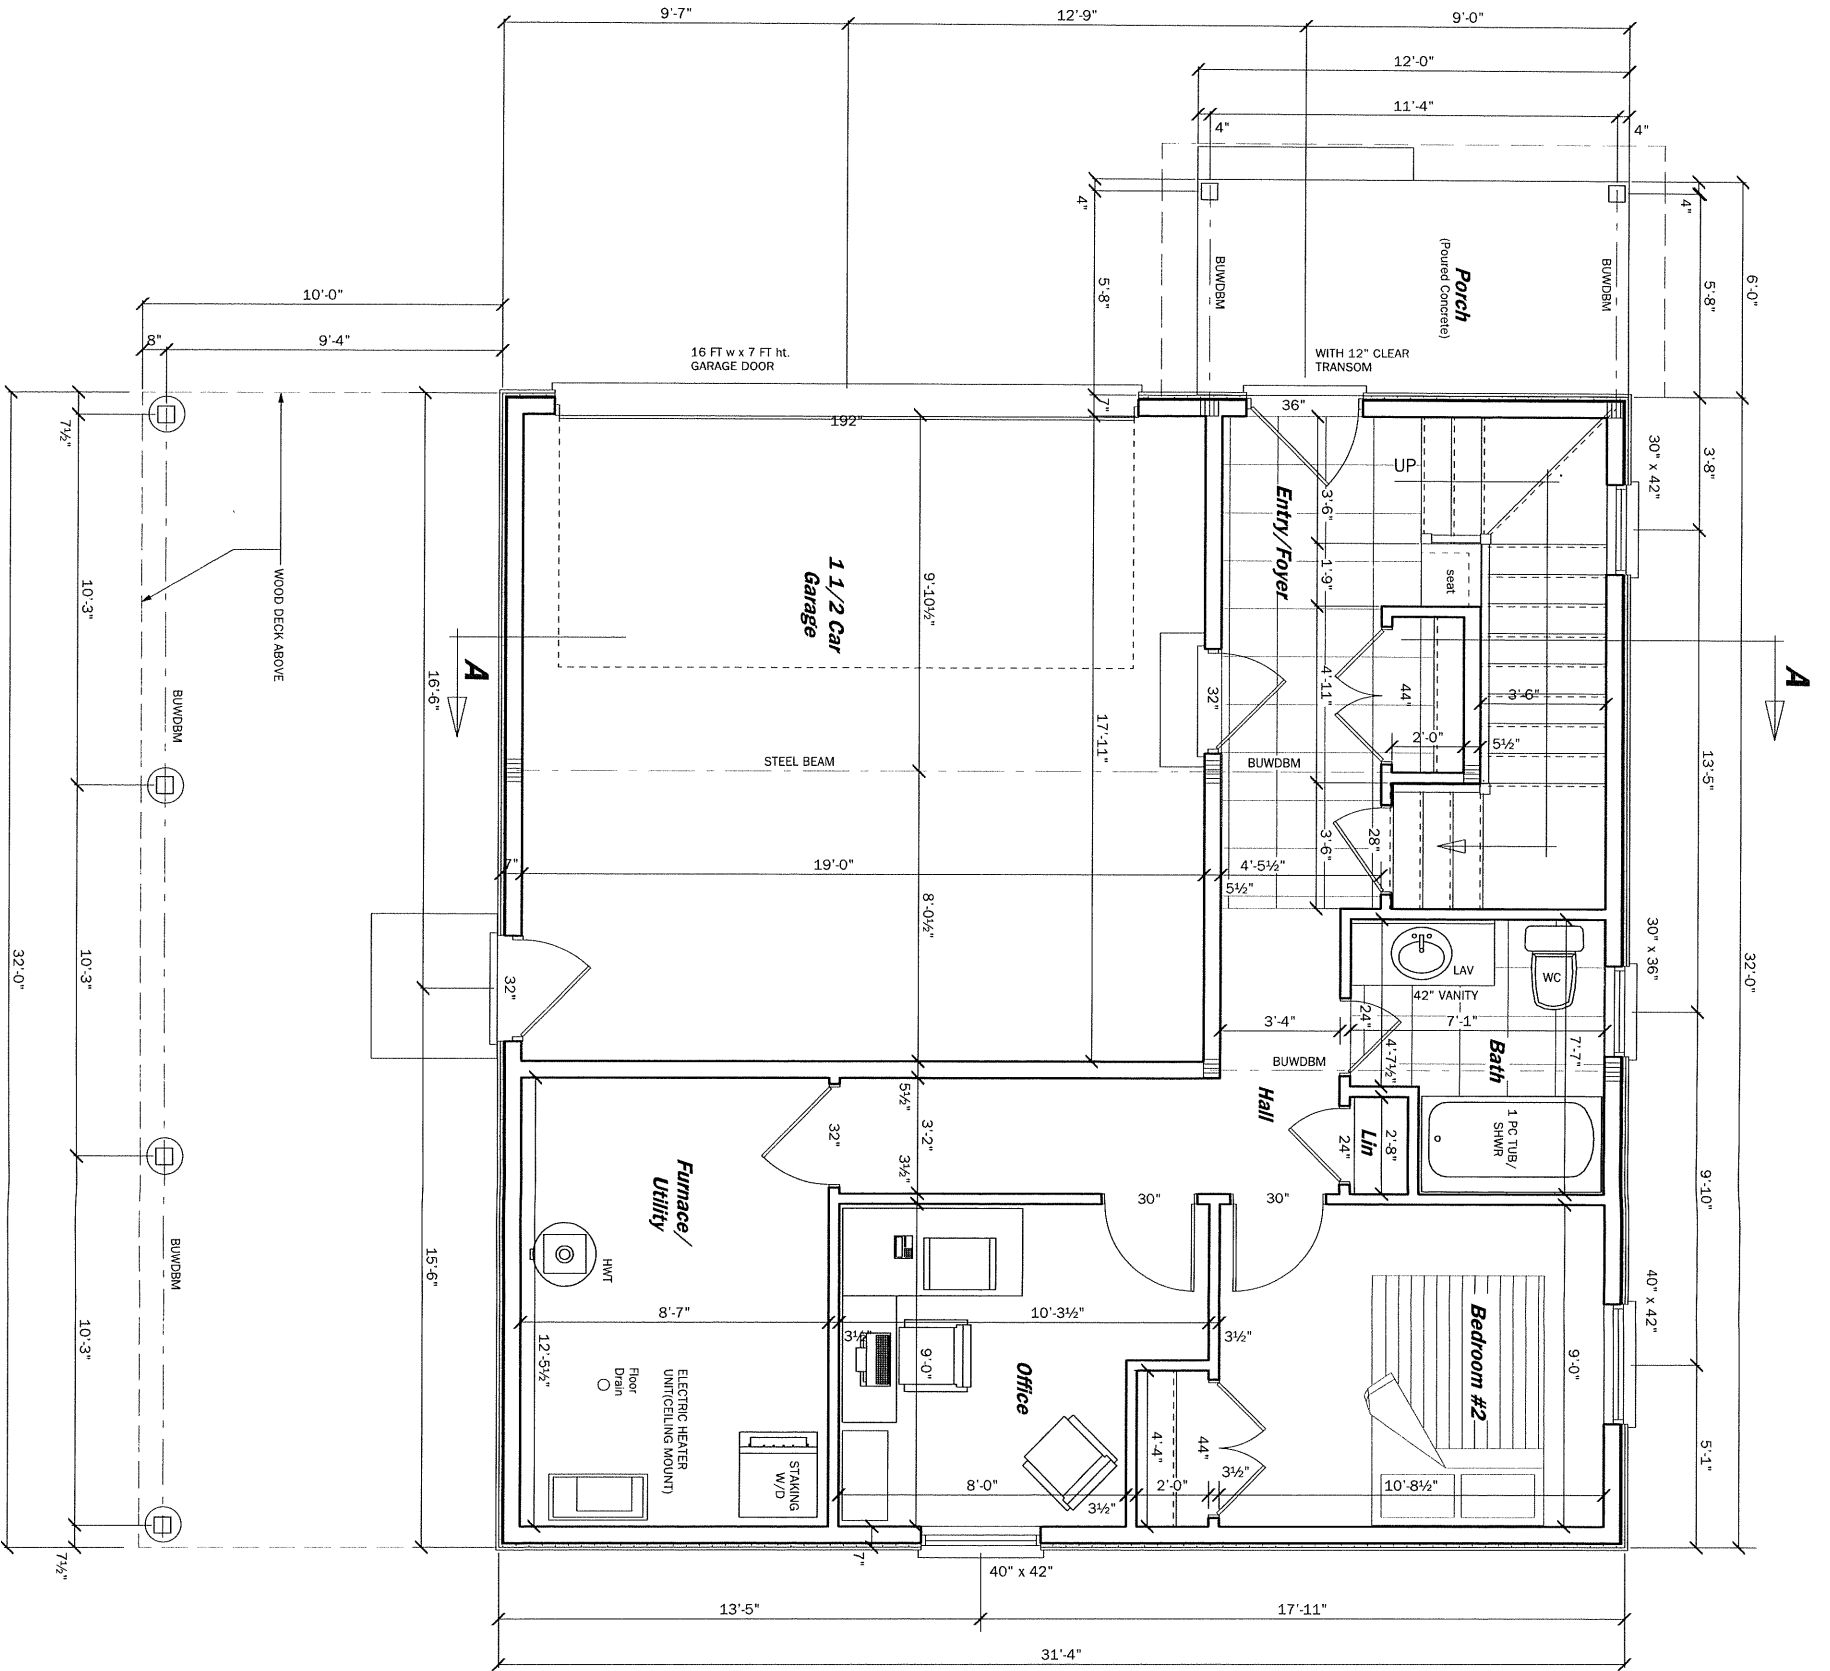 9'-7"
12'-9"
9'-0"
12'-0"
11'-4"
4"
4"
4"
4"
BUWDBM
Porch
(Poured Concrete)
BUWDBM
5'-8"
5'-8"
6'-0"
10'-0"
8"
9'-4"
16 FT w x 7 FT ht.
GARAGE DOOR
WITH 12" CLEAR
TRANSOM
7"
36"
192"
7½"
30" x 42"
3'-8"
UP
3'-6"
Entry/Foyer
1'-9"
seat
1 1/2 Car
Garage
9'-10½"
10'-3"
WOOD DECK ABOVE
A
A
16'-6"
BUWDBM
32"
4'-11"
44"
3'-6"
2'-0"
5½"
17'-11"
STEEL BEAM
BUWDBM
13'-5"
3'-6"
28"
7"
19'-0"
4'-5½"
5½"
8'-0½"
32'-0"
10'-3"
32"
LAV
WC
42" VANITY
30" x 36"
32'-0"
3'-4"
24"
7'-1"
4'-7½"
Bath
7'-7"
BUWDBM
Hall
5½"
3'-2"
3½"
32"
24"
Lin
2'-8"
1 PC TUB/
SHWR
9'-10"
Furnace/
Utility
30"
30"
HWT
BUWDBM
15'-6"
8'-7"
10'-3½"
3½"
3½"
40" x 42"
10'-3"
12'-5½"
Floor
Drain
ELECTRIC HEATER
UNIT(CEILING MOUNT)
9'-0"
Office
Bedroom #2
9'-0"
STAKING
W/D
8'-0"
3½"
4'-4"
2'-0"
44"
3½"
10'-8½"
5'-1"
7½"
7"
40" x 42"
13'-5"
17'-11"
31'-4"